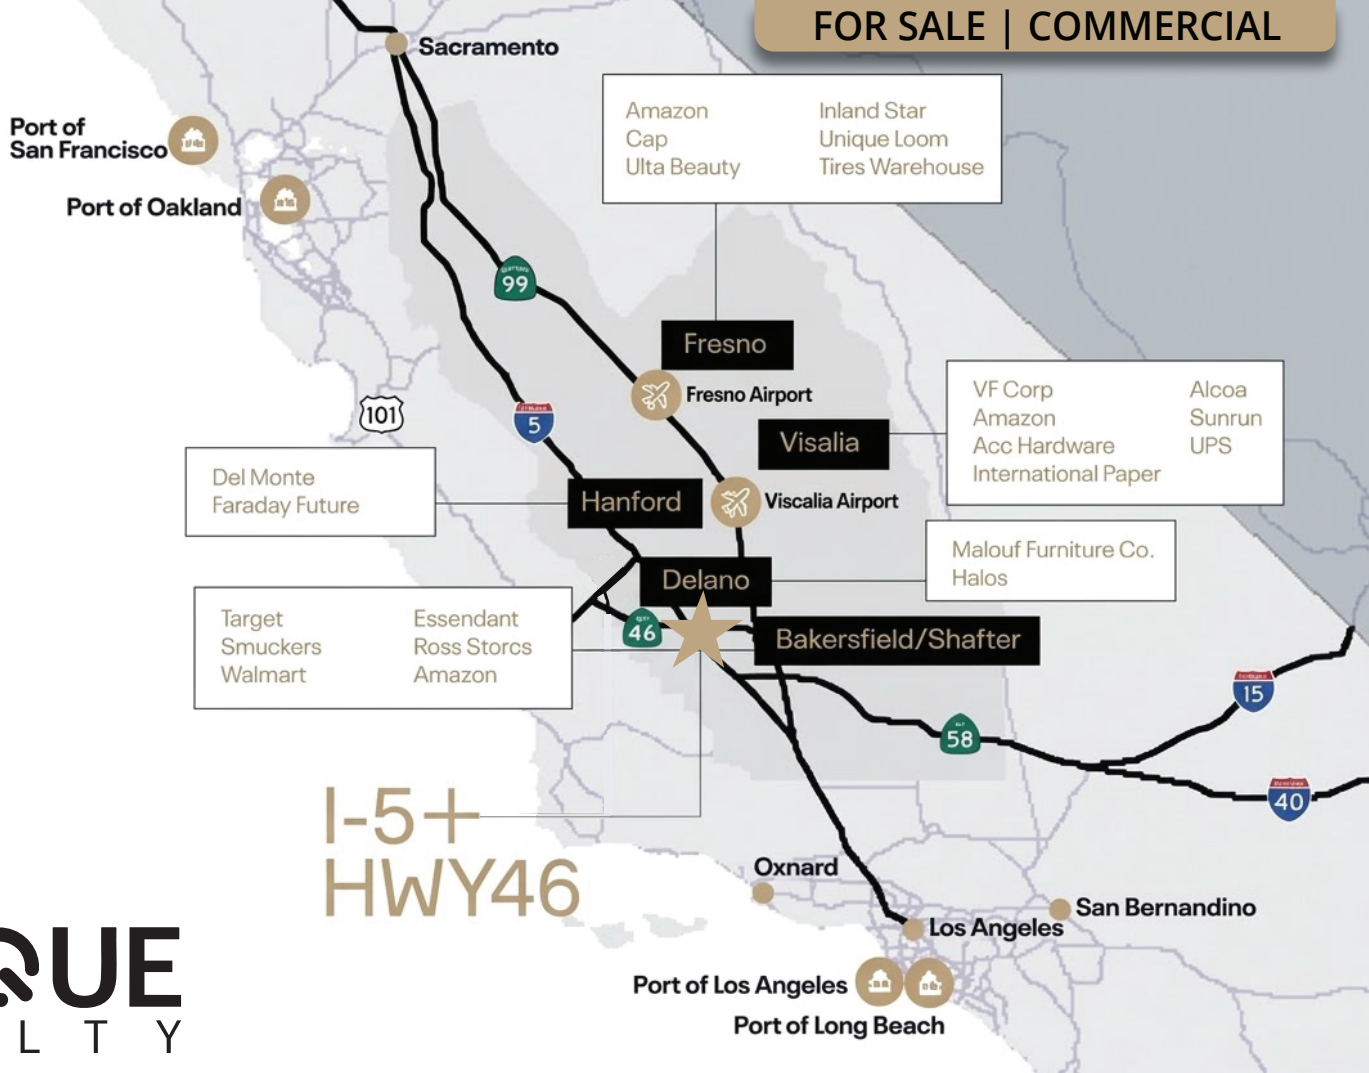 FOR SALE | COMMERCIAL
Sacramento
Port of
San Francisco
Port of Oakland
Amazon
Cap
Ulta Beauty
Inland Star
Unique Loom
Tires Warehouse
99
Fresno
Fresno Airport
101
5
Visalia
VF Corp
Amazon
Acc Hardware
International Paper
Alcoa
Sunrun
UPS
Del Monte
Faraday Future
Hanford
Viscalia Airport
Malouf Furniture Co.
Halos
Delano
Target
Smuckers
Walmart
Essendant
Ross Storcs
Amazon
46
Bakersfield/Shafter
15
58
40
I-5+
HWY46
Oxnard
San Bernandino
Los Angeles
Port of Los Angeles
Port of Long Beach
QUE
LTY